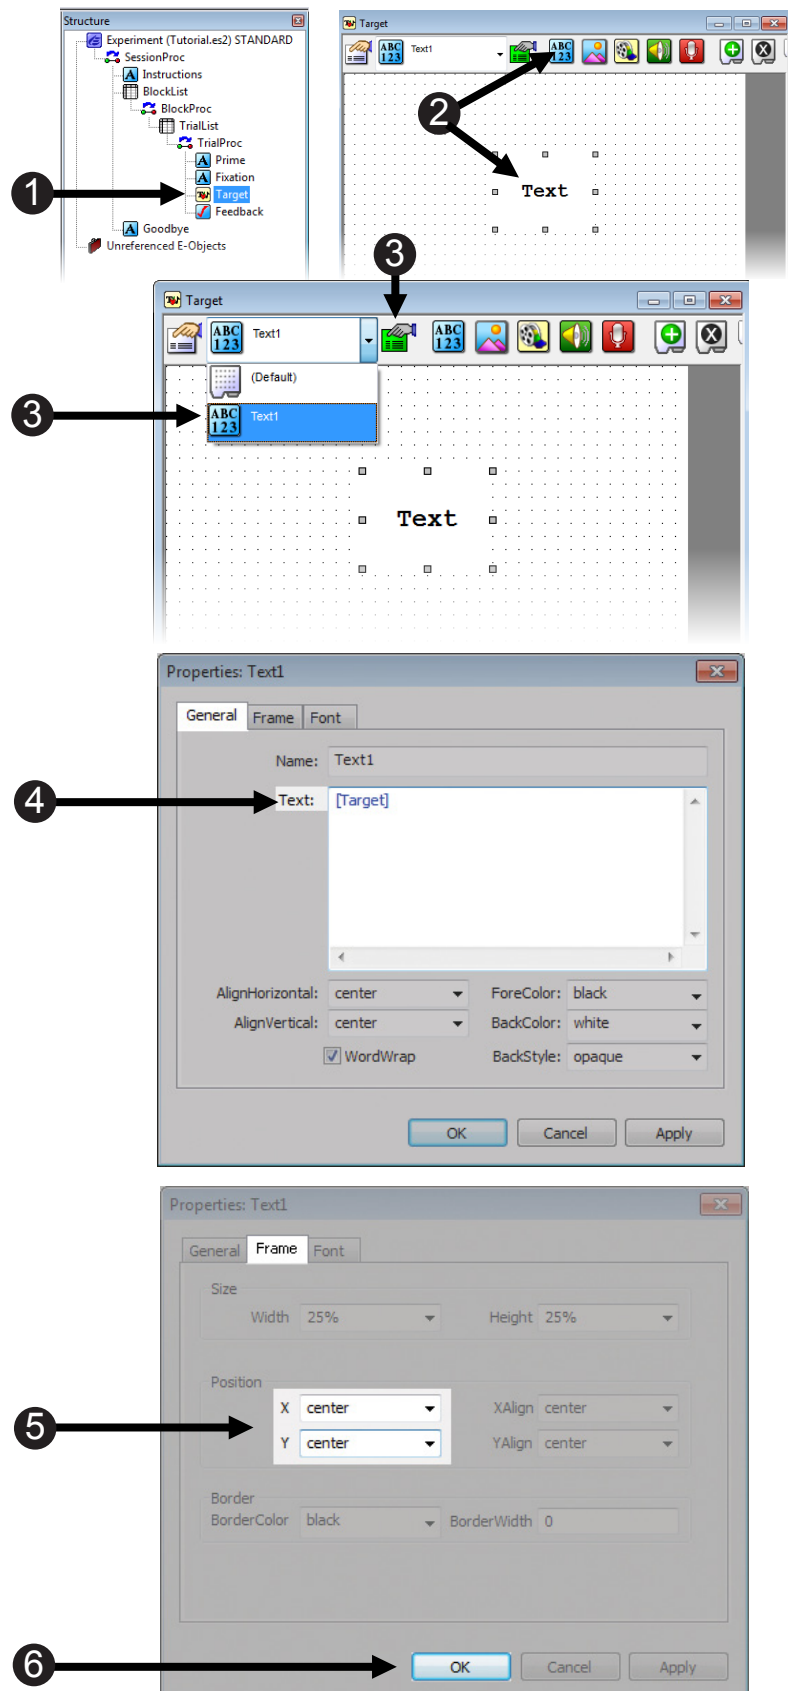 Structure
Experiment (Tutorial.es2) STANDARD
SessionProc
A Instructions
BlockList
BlockProc
TrialList
TrialProc
A Prime
A Fixation
Target
Feedback
A Goodbye
Unreferenced E-Objects
1
Target
ABC
123
Text1
ABC
123
X
2
Text
3
Target
ABC
123
Text1
ABC
123
X
(Default)
3
ABC
123
Text1
Text
Properties: Text1
General Frame Font
Name: Text1
4
Text: [Target]
AlignHorizontal: center ForeColor: black
AlignVertical: center BackColor: white
WordWrap BackStyle: opaque
OK Cancel Apply
Properties: Text1
General Frame Font
Size
Width 25% Height 25%
Position
X center XAlign center
5
Y center YAlign center
Border
BorderColor black BorderWidth 0
6
OK Cancel Apply